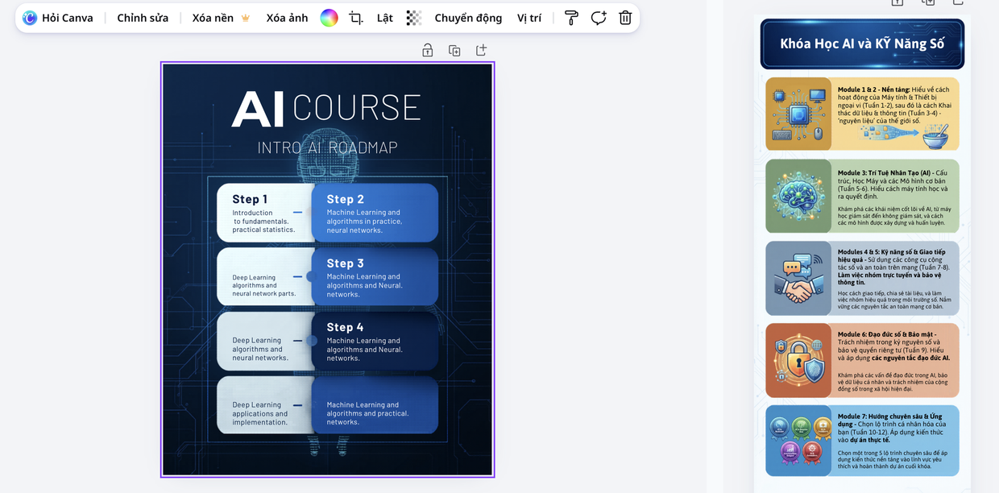 Hỏi Canva
Chỉnh sửa
Xóa nền
Xóa ảnh
Lật
Chuyển động
Vị trí
AI COURSE
INTRO AI ROADMAP
Step 1
Introduction
to fundamentals.
practical statistics.
Step 2
Machine Learning and
algorithms in practice,
neural networks.
Deep Learning
algorithms and
neural network parts.
Step 3
Machine Learning and
algorithms and Neural.
networks.
Deep Learning
algorithms and
neural networks.
Step 4
Machine Learning and
algorithms and Neural.
networks.
Deep Learning
applications and
implementation.
Machine Learning and
algorithms and practical.
networks.
Khóa Học AI và KỸ Năng Số
Module 1 & 2 - Nền tảng: Hiểu về cách
hoạt động của Máy tính & Thiết bị
ngoại vi (Tuần 1-2), sau đó là cách Khai
thác dữ liệu & thông tin (Tuần 3-4) -
'nguyên liệu' của thế giới số.
Module 3: Trí Tuệ Nhân Tạo (AI) - Cấu
trúc, Học Máy và Các Mô hình cơ bản
(Tuần 5-6). Hiểu cách máy tính học và
ra quyết định.
Khám phá các khái niệm cốt lõi về AI, từ máy
học giám sát đến không giám sát, và cách
các mô hình được xây dựng và huấn luyện.
Modules 4 & 5: Kỹ năng số & Giao tiếp
hiệu quả - Sử dụng các công cụ cộng
tác số và an toàn trên mạng (Tuần 7-8).
Làm việc nhóm trực tuyến và bảo vệ
thông tin.
Học cách giao tiếp, chia sẻ tài liệu, và làm
việc nhóm hiệu quả trong môi trường số. Nắm
vững các nguyên tắc an toàn mạng cơ bản.
Module 6: Đạo đức số & Bảo mật -
Trách nhiệm trong kỷ nguyên số và
bảo vệ quyền riêng tư (Tuần 9). Hiểu
và áp dụng các nguyên tắc đạo đức AI.
Khám phá các vấn đề đạo đức trong AI, bảo
vệ dữ liệu cá nhân và trách nhiệm của cộng
đồng số trong xã hội hiện đại.
Module 7: Hướng chuyên sâu & Ứng
dụng - Chọn lộ trình cá nhân hóa của
bạn (Tuần 10-12). Áp dụng kiến thức
vào dự án thực tế.
Chọn một trong 5 lộ trình chuyên sâu để áp
dụng kiến thức nền tảng vào lĩnh vực yêu
thích và hoàn thành dự án cuối khóa.